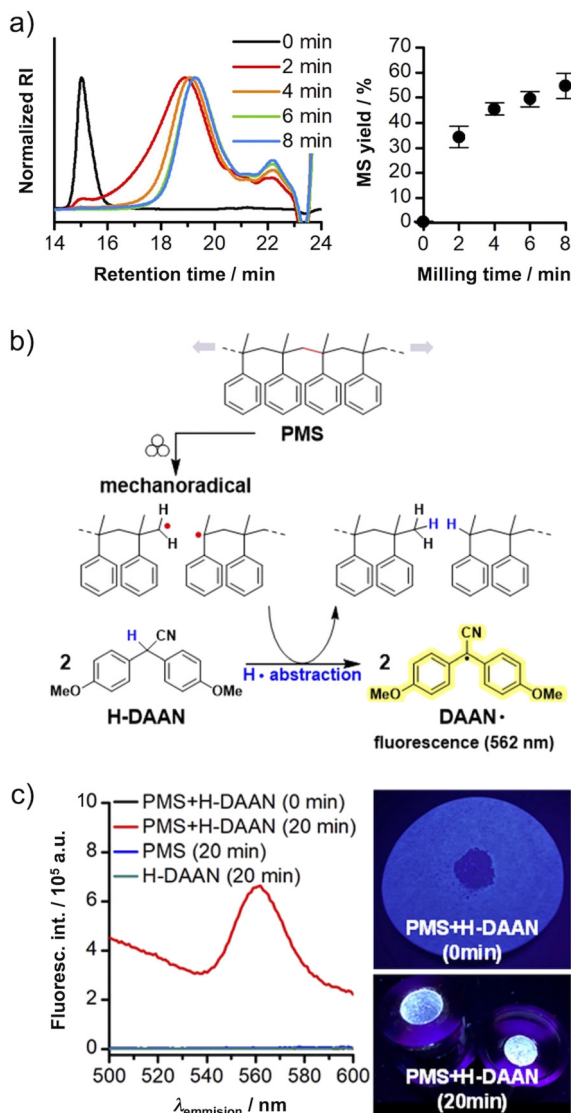 a)
Normalized RI
0 min
2 min
4 min
6 min
8 min
14 16 18 20 22 24
Retention time / min
MS yield / %
70
60
50
40
30
20
10
0
0 2 4 6 8
Milling time / min
b)
PMS
mechanoradical
H
H
H
H
H
H
H CN
2
MeO OMe
H-DAAN
H• abstraction
CN
2
MeO OMe
DAAN•
fluorescence (562 nm)
c)
Fluoresc. int. / 10⁵ a.u.
10
8
6
4
2
0
PMS+H-DAAN (0 min)
PMS+H-DAAN (20 min)
PMS (20 min)
H-DAAN (20 min)
500 520 540 560 580 600
λemmision / nm
PMS+H-DAAN
(0min)
PMS+H-DAAN
(20min)